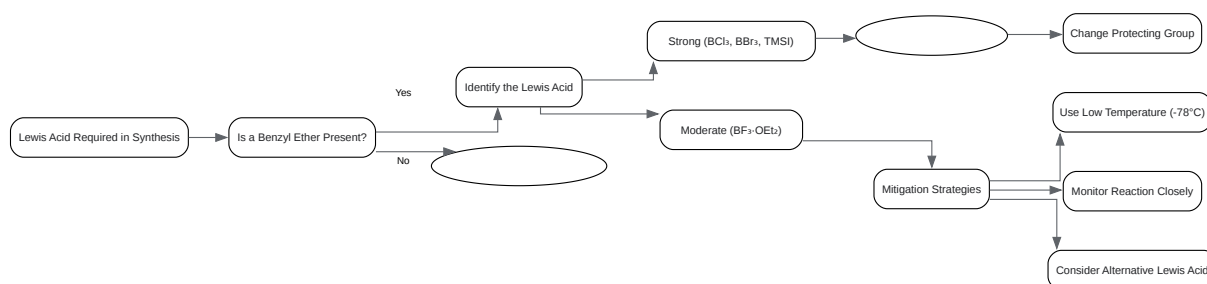 Lewis Acid Required in Synthesis
Is a Benzyl Ether Present?
Yes
No
Identify the Lewis Acid
Strong (BCl₃, BBr₃, TMSI)
Change Protecting Group
Moderate (BF₃·OEt₂)
Mitigation Strategies
Use Low Temperature (-78°C)
Monitor Reaction Closely
Consider Alternative Lewis Acid